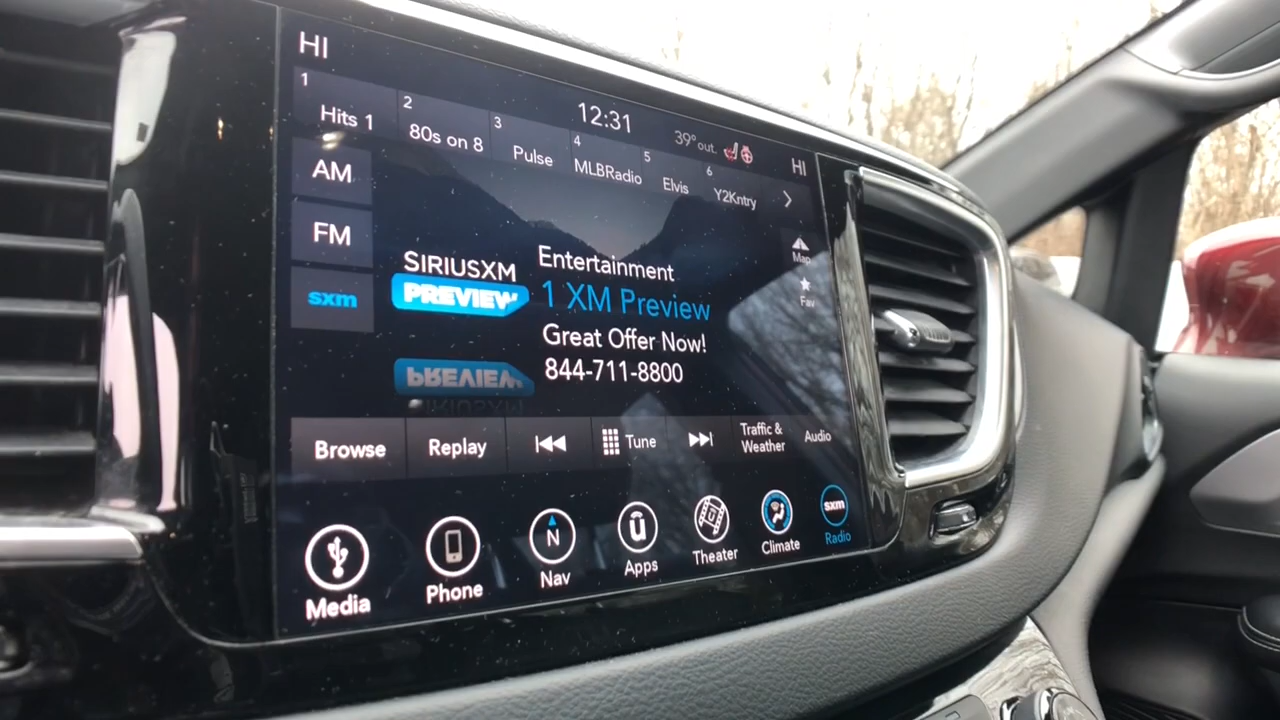 HI
12:31
39° out.
HI
1 Hits 1
2 80s on 8
3 Pulse
4 MLBRadio
5 Elvis
6 Y2Kntry
AM
FM
sxm
SIRIUSXM
PREVIEW
Entertainment
1 XM Preview
Great Offer Now!
844-711-8800
Map
Fav
PREVIEW
SIRIUSXM
Browse
Replay
Tune
Traffic &
Weather
Audio
Media
Phone
N
Nav
Apps
Theater
Climate
sxm
Radio